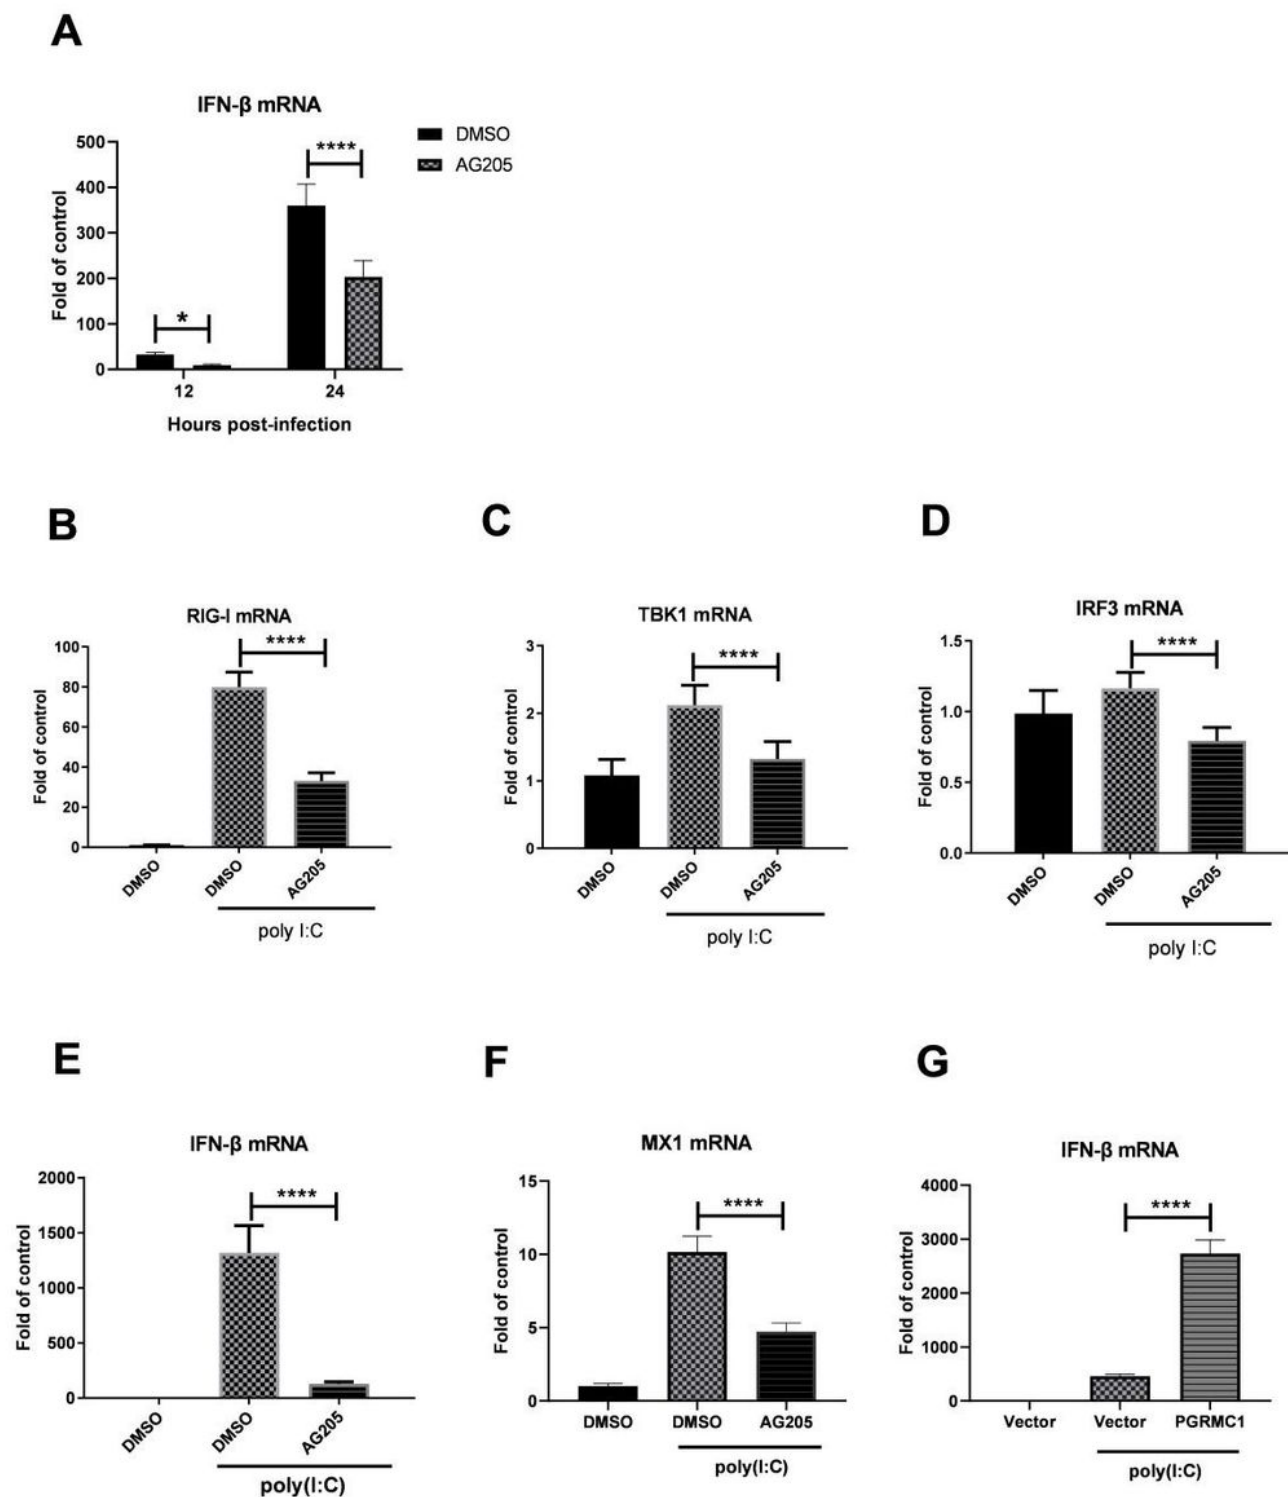 A
IFN-β mRNA
DMSO
AG205
Fold of control
500
400
300
200
100
0
*
****
12
24
Hours post-infection
B
RIG-I mRNA
Fold of control
100
80
60
40
20
0
****
DMSO
DMSO
AG205
poly I:C
C
TBK1 mRNA
Fold of control
3
2
1
0
****
DMSO
DMSO
AG205
poly I:C
D
IRF3 mRNA
Fold of control
1.5
1.0
0.5
0.0
****
DMSO
DMSO
AG205
poly I:C
E
IFN-β mRNA
Fold of control
2000
1500
1000
500
0
****
DMSO
DMSO
AG205
poly(I:C)
F
MX1 mRNA
Fold of control
15
10
5
0
****
DMSO
DMSO
AG205
poly(I:C)
G
IFN-β mRNA
Fold of control
4000
3000
2000
1000
0
****
Vector
Vector
PGRMC1
poly(I:C)